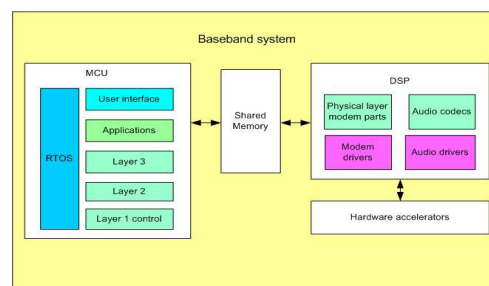 Baseband system
MCU
RTOS
User interface
Applications
Layer 3
Layer 2
Layer 1 control
Shared
Memory
DSP
Physical layer
modem parts
Audio codecs
Modem
drivers
Audio drivers
Hardware accelerators